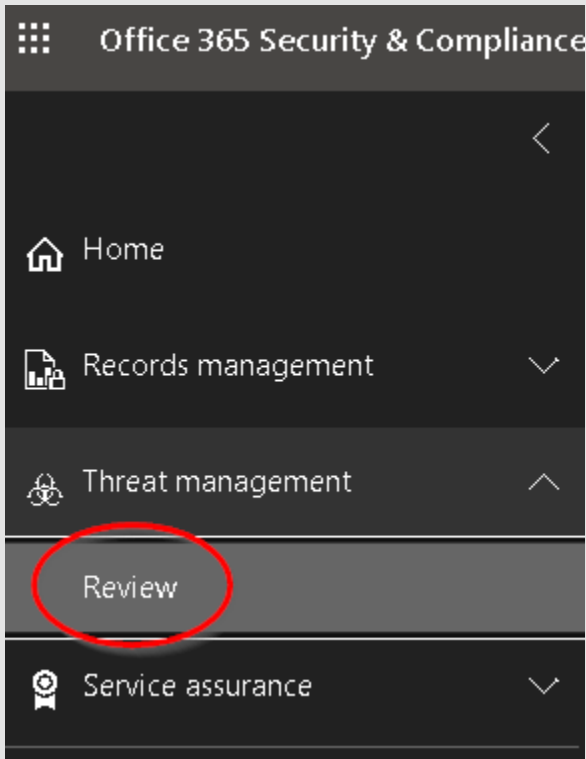 Office 365 Security & Compliance
Home
Records management
Threat management
Review
Service assurance